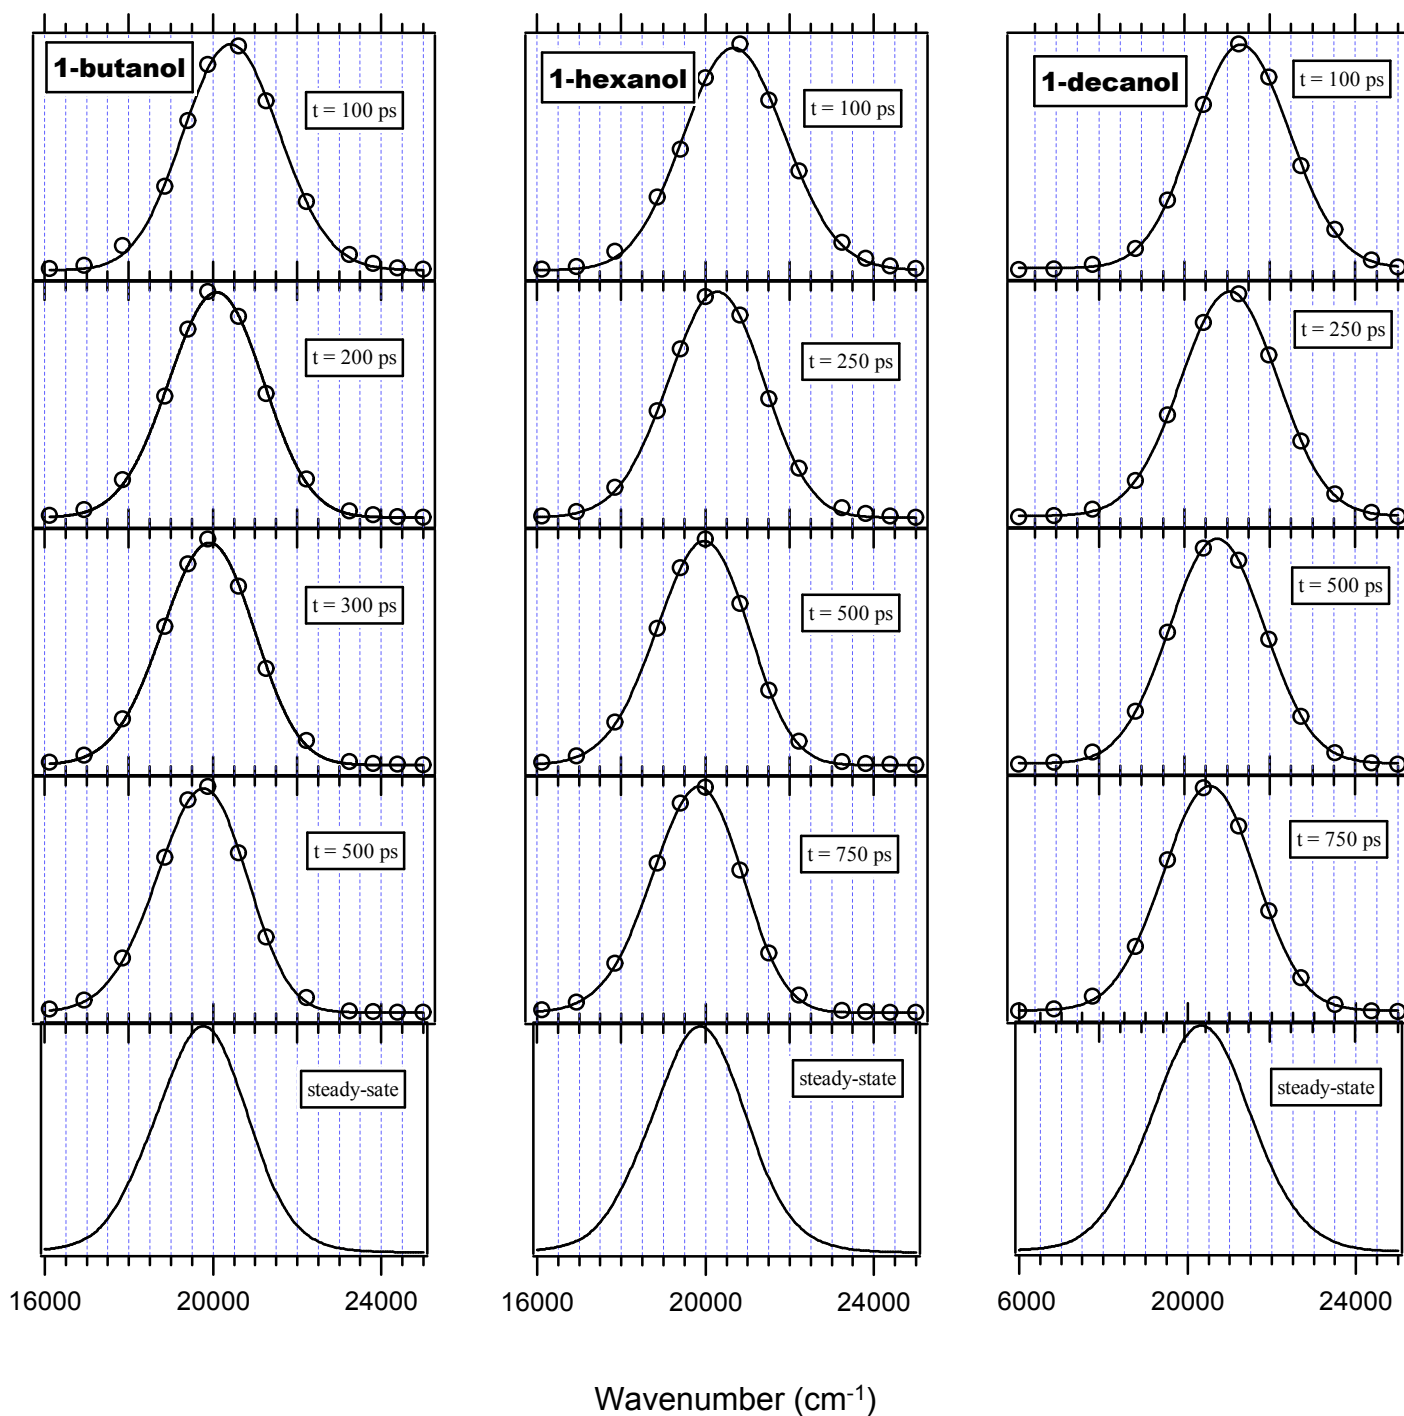 1-butanol
t = 100 ps
t = 200 ps
t = 300 ps
t = 500 ps
steady-sate
16000 20000 24000
1-hexanol
t = 100 ps
t = 250 ps
t = 500 ps
t = 750 ps
steady-state
16000 20000 24000
1-decanol
t = 100 ps
t = 250 ps
t = 500 ps
t = 750 ps
steady-state
6000 20000 24000
Wavenumber (cm⁻¹)